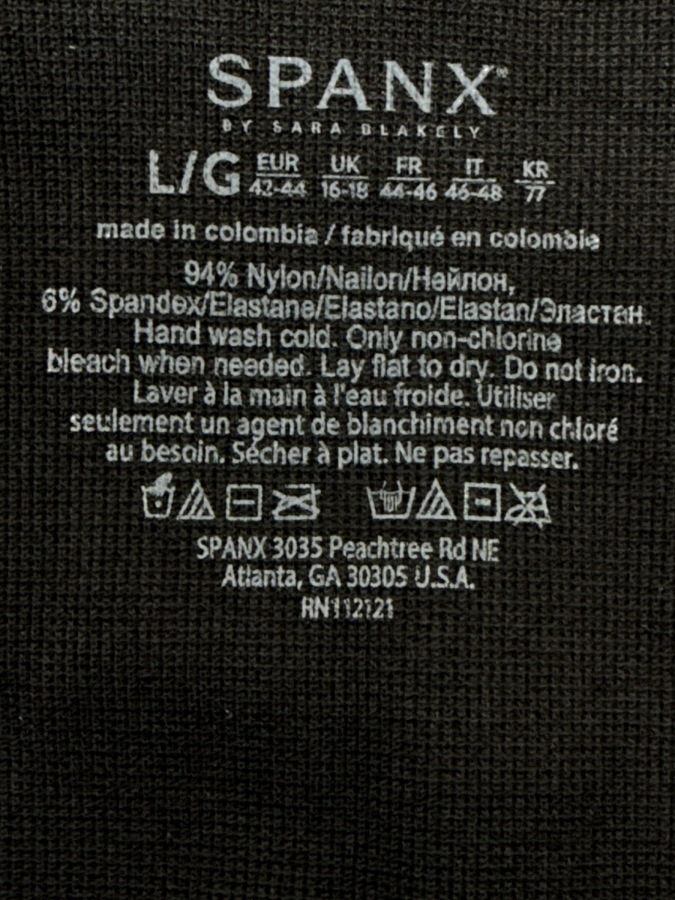 SPANX
BY SARA BLAKELY
L/G EUR 42-44 UK 16-18 FR 44-46 IT 46-48 KR 77
made in colombia / fabriqué en colombie
94% Nylon/Nailon/Нейлон,
6% Spandex/Elastane/Elastano/Elastan/Эластан.
Hand wash cold. Only non-chlorine
bleach when needed. Lay flat to dry. Do not iron.
Laver à la main à l'eau froide. Utiliser
seulement un agent de blanchiment non chloré
au besoin. Sécher à plat. Ne pas repasser.
SPANX 3035 Peachtree Rd NE
Atlanta, GA 30305 U.S.A.
RN112121